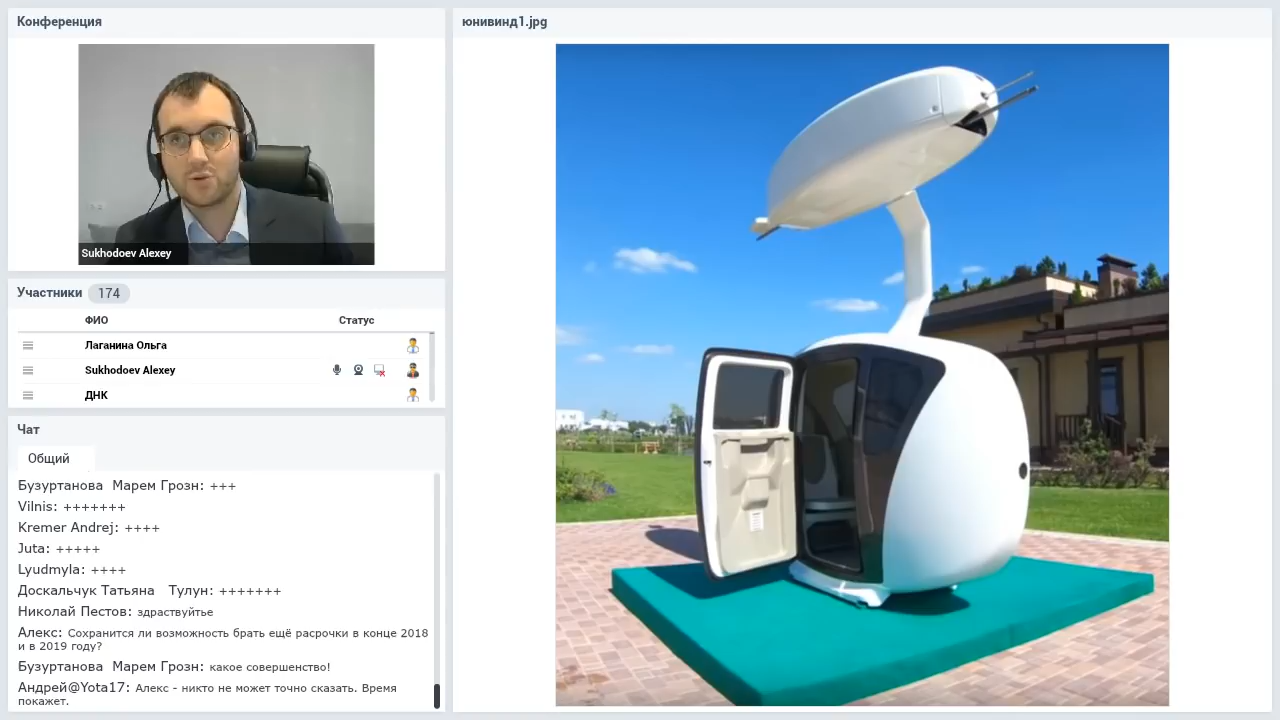 Конференция
Sukhodoev Alexey
Участники 174
ФИО Статус
Лаганина Ольга
Sukhodoev Alexey
ДНК
Чат
Общий
Бузуртанова Марем Грозн: +++
Vilnis: +++++++
Kremer Andrej: ++++
Juta: +++++
Lyudmyla: ++++
Доскальчук Татьяна Тулун: +++++++
Николай Пестов: здраствуйтье
Алекс: Сохранится ли возможность брать ещё расрочки в конце 2018
и в 2019 году?
Бузуртанова Марем Грозн: какое совершенство!
Андрей@Yota17: Алекс - никто не может точно сказать. Время
покажет.
юнивинд1.jpg